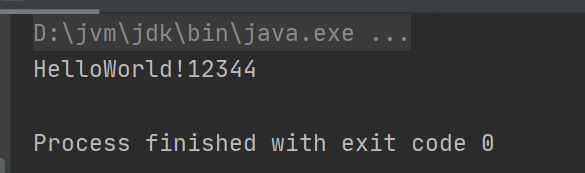 D:\jvm\jdk\bin\java.exe ...
HelloWorld!12344
Process finished with exit code 0